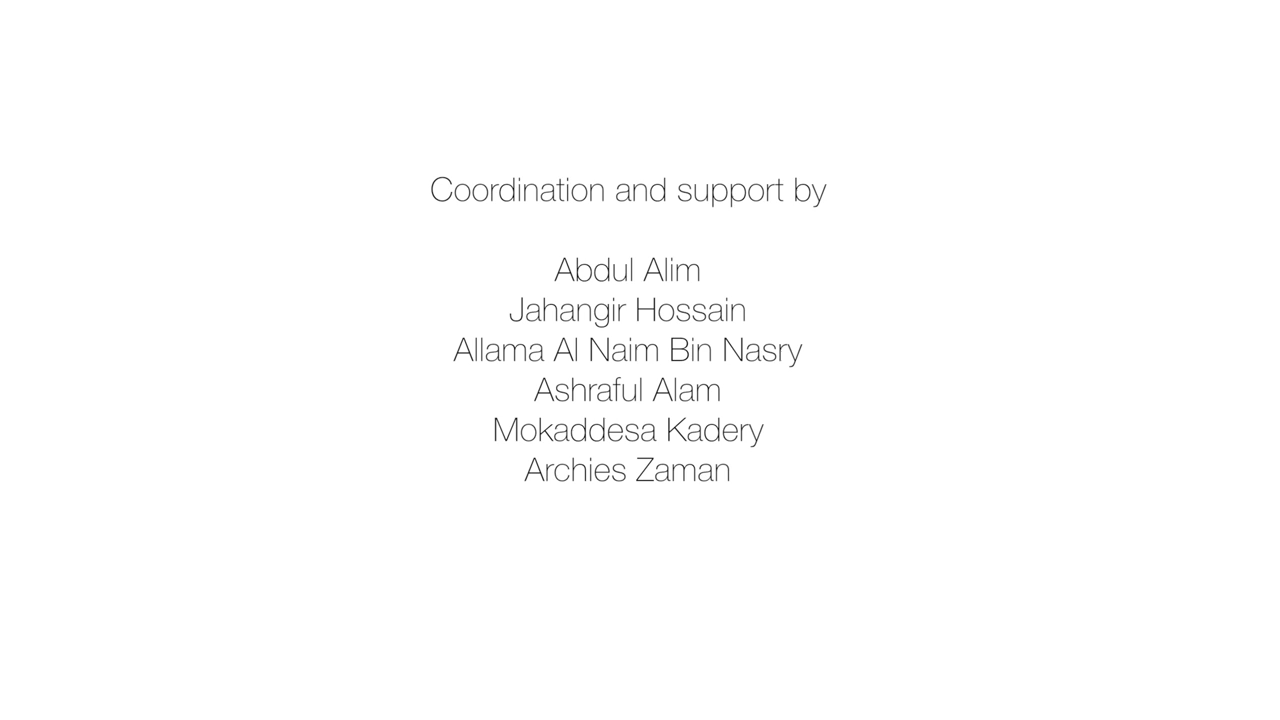 Coordination and support by
Abdul Alim
Jahangir Hossain
Allama Al Naim Bin Nasry
Ashraful Alam
Mokaddesa Kadery
Archies Zaman